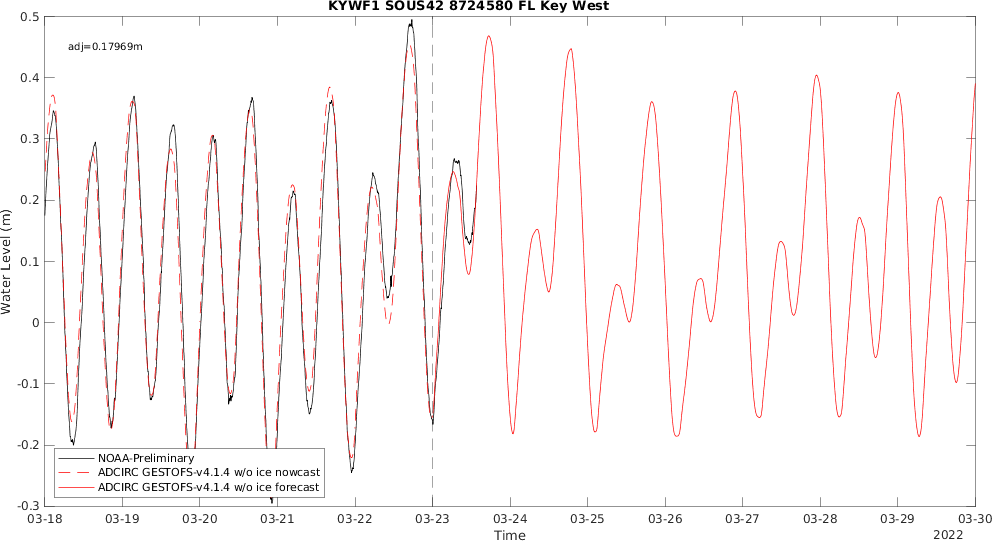 KYWF1 SOUS42 8724580 FL Key West
adj=0.17969m
0.5
0.4
0.3
0.2
0.1
0
-0.1
-0.2
-0.3
Water Level (m)
NOAA-Preliminary
ADCIRC GESTOFS-v4.1.4 w/o ice nowcast
ADCIRC GESTOFS-v4.1.4 w/o ice forecast
03-18 03-19 03-20 03-21 03-22 03-23 03-24 03-25 03-26 03-27 03-28 03-29 03-30
Time
2022